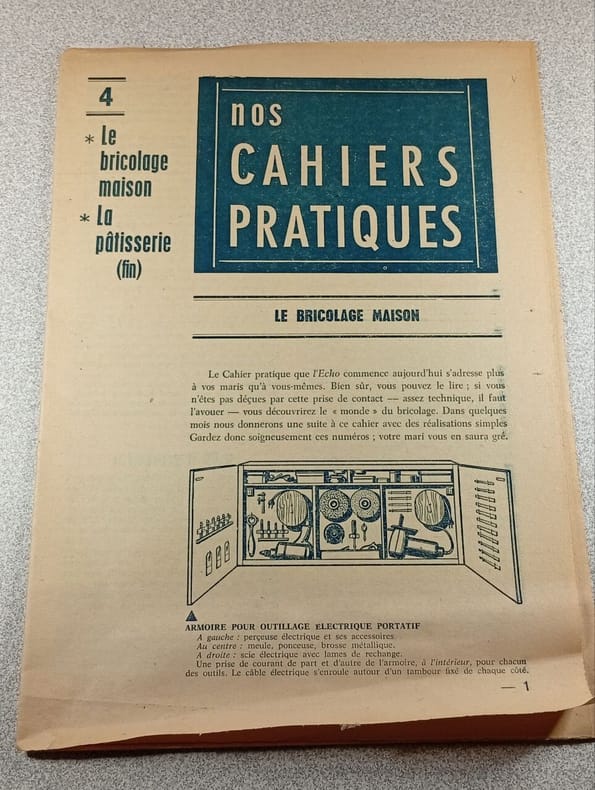 4
* Le
bricolage
maison
* La
pâtisserie
(fin)
nos
CAHIERS
PRATIQUES
LE BRICOLAGE MAISON
Le Cahier pratique que l'Echo commence aujourd'hui s'adresse plus
à vos maris qu'à vous-mêmes. Bien sûr, vous pouvez le lire ; si vous
n'êtes pas déçues par cette prise de contact — assez technique, il faut
l'avouer — vous découvrirez le « monde » du bricolage. Dans quelques
mois nous donnerons une suite à ce cahier avec des réalisations simples
Gardez donc soigneusement ces numéros ; votre mari vous en saura gré.
ARMOIRE POUR OUTILLAGE ELECTRIQUE PORTATIF
A gauche : perçeuse électrique et ses accessoires.
Au centre : meule, ponceuse, brosse métallique.
A droite : scie électrique avec lames de rechange.
Une prise de courant de part et d'autre de l'armoire, à l'intérieur, pour chacun
des outils. Le câble électrique s'enroule autour d'un tambour fixé de chaque côté.
— 1